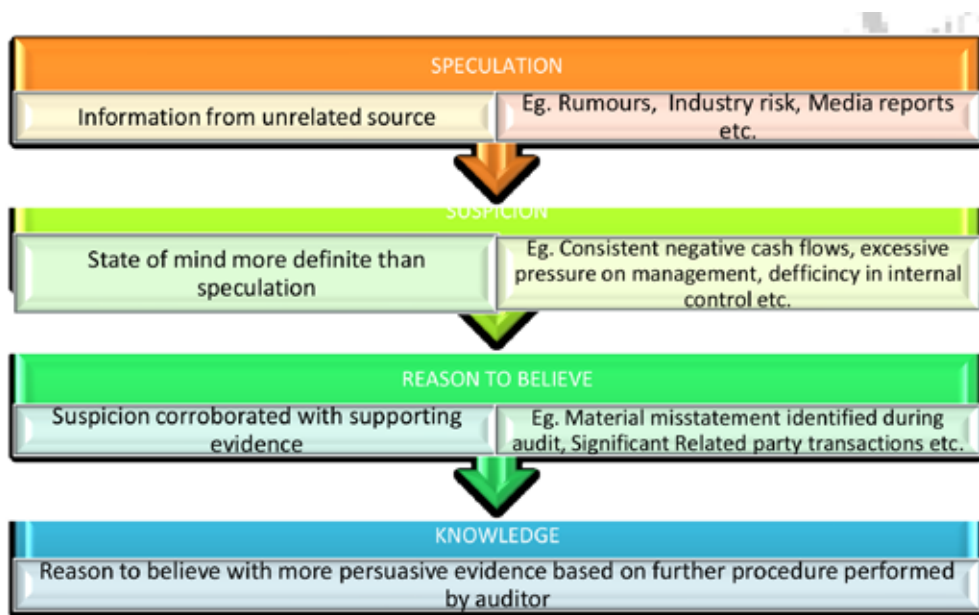 SPECULATION
Information from unrelated source
Eg. Rumours, Industry risk, Media reports
etc.
SUSPICION
State of mind more definite than
speculation
Eg. Consistent negative cash flows, excessive
pressure on management, defficincy in internal
control etc.
REASON TO BELIEVE
Suspicion corroborated with supporting
evidence
Eg. Material misstatement identified during
audit, Significant Related party transactions etc.
KNOWLEDGE
Reason to believe with more persuasive evidence based on further procedure performed
by auditor